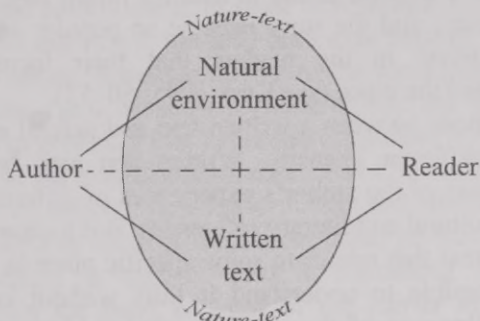 Nature-text
Natural
environment
Author
Reader
Written
text
Nature-text